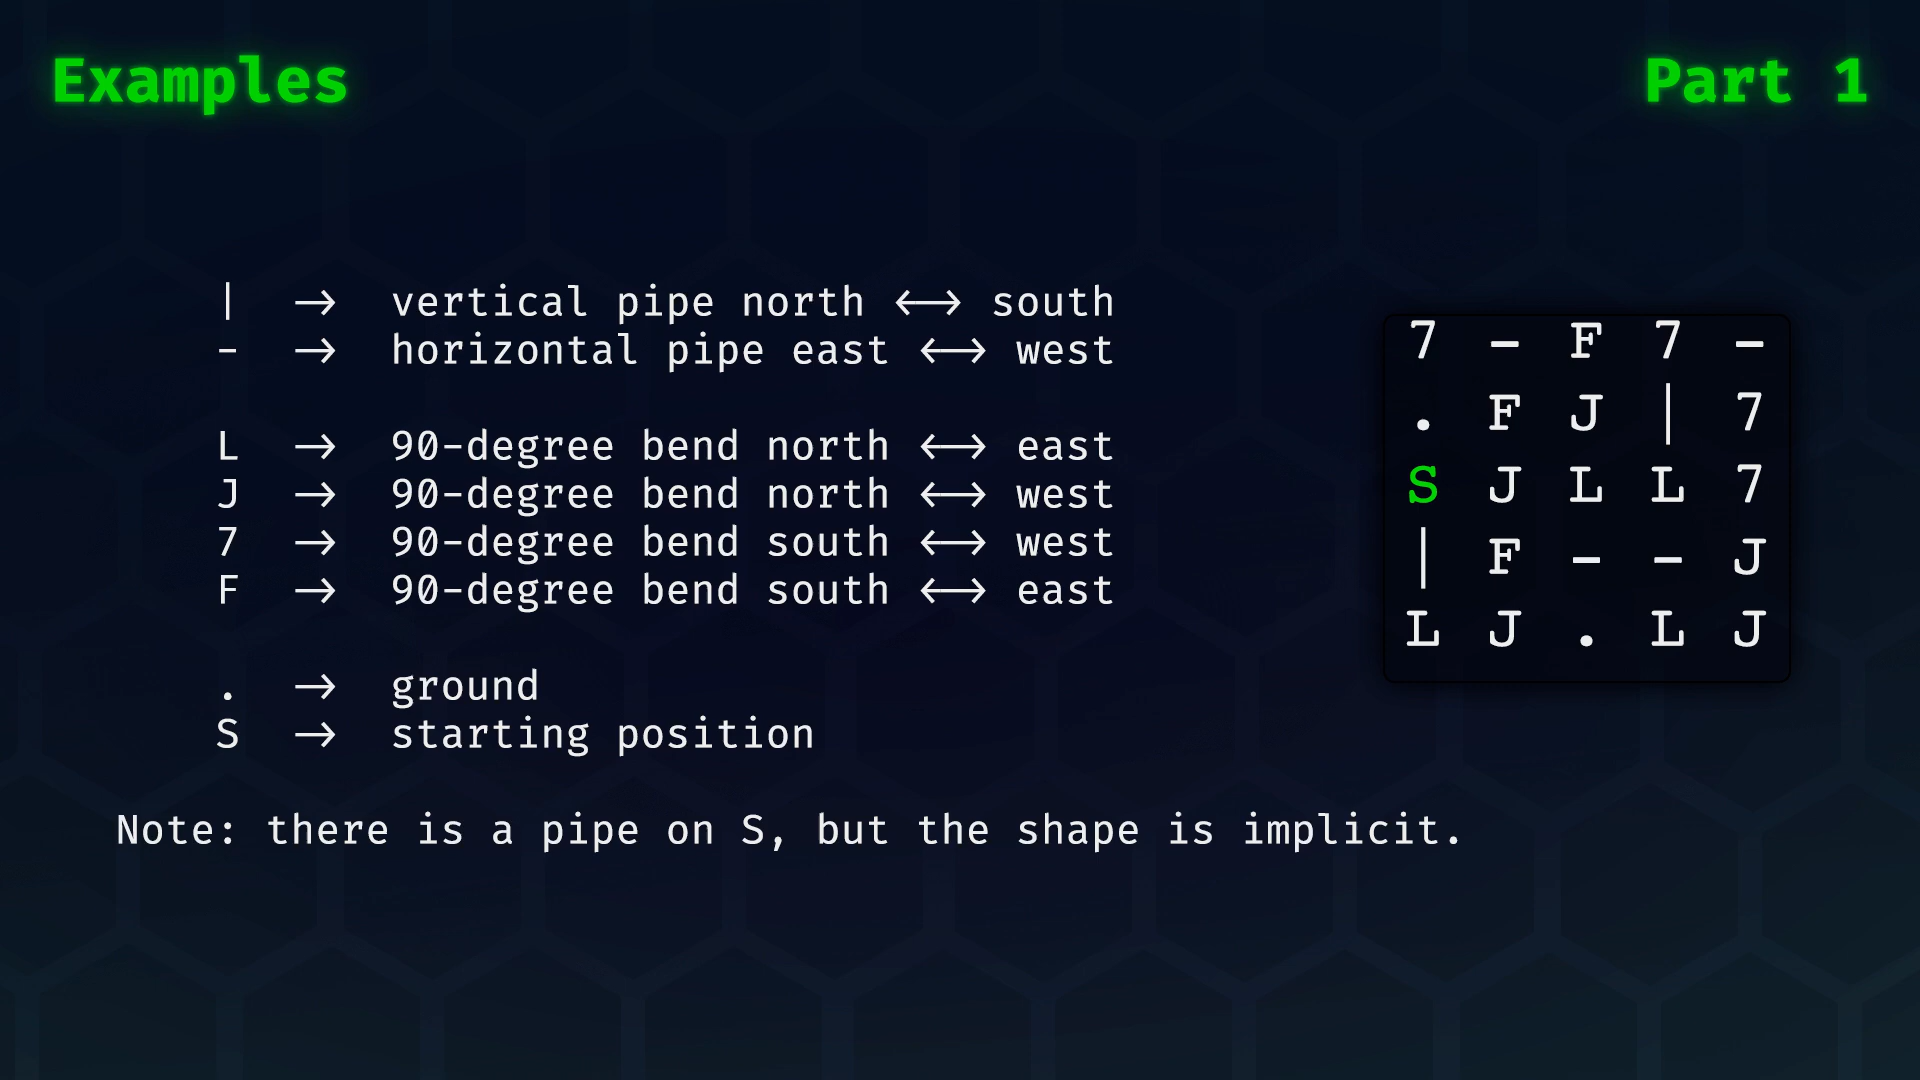 Examples
Part 1
| → vertical pipe north ⟷ south
- → horizontal pipe east ⟷ west
L → 90-degree bend north ⟷ east
J → 90-degree bend north ⟷ west
7 → 90-degree bend south ⟷ west
F → 90-degree bend south ⟷ east
. → ground
S → starting position
Note: there is a pipe on S, but the shape is implicit.
7 - F 7 -
. F J | 7
S J L L 7
| F - - J
L J . L J